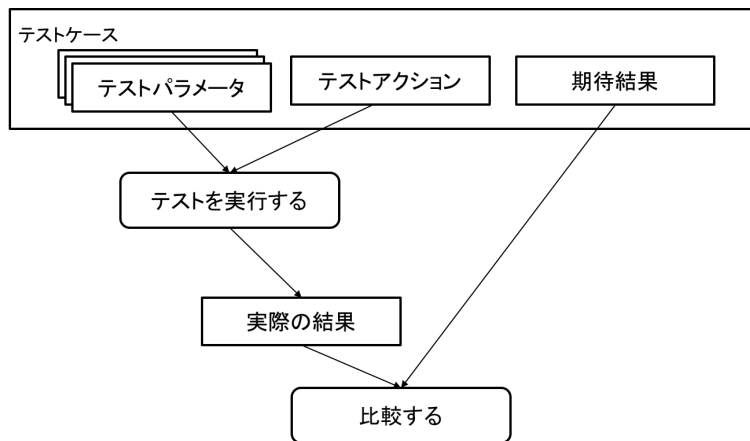 テストケース
テストパラメータ
テストアクション
期待結果
テストを実行する
実際の結果
比較する